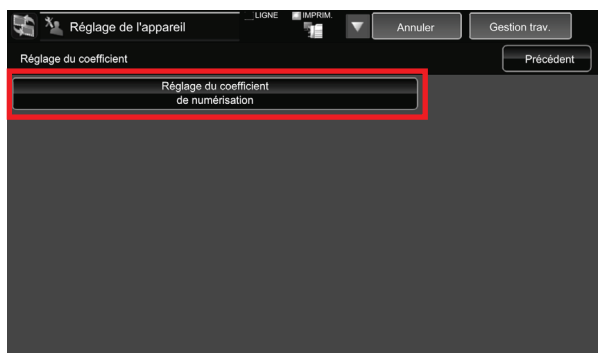 Réglage de l'appareil
LIGNE
IMPRIM.
Annuler
Gestion trav.
Réglage du coefficient
Précédent
Réglage du coefficient
de numérisation